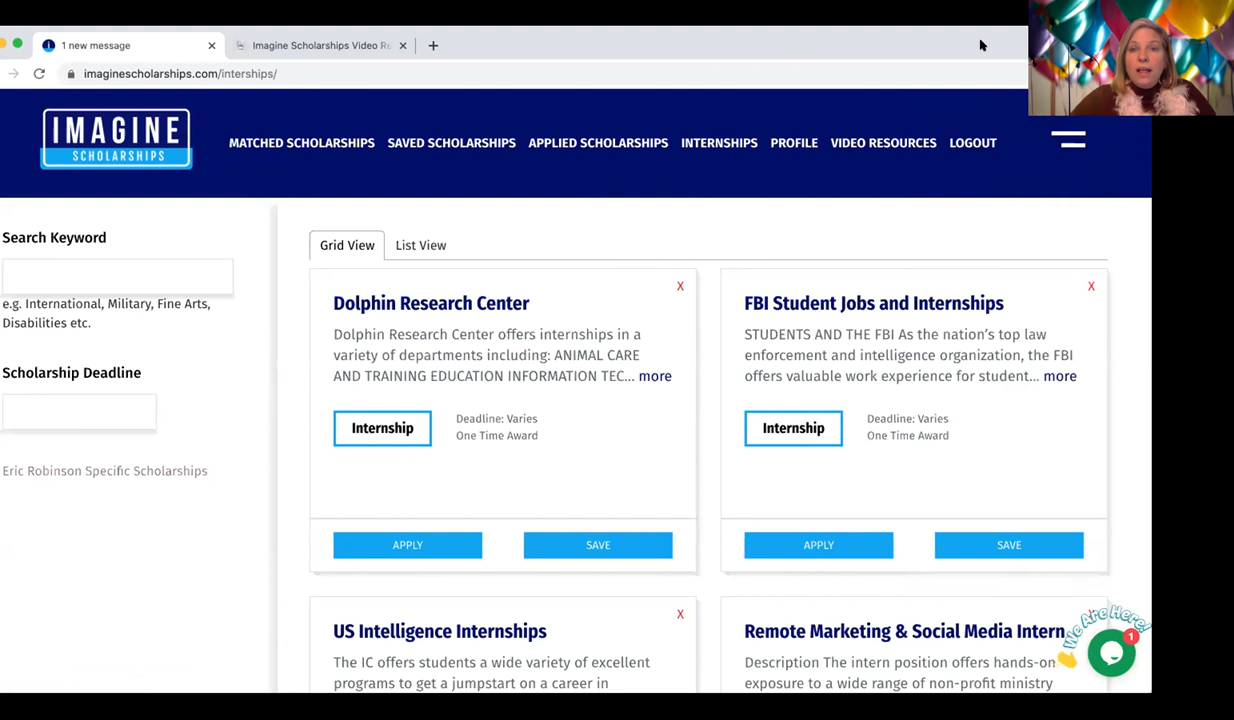 1 new message
Imagine Scholarships Video Re
imaginescholarships.com/interships/
IMAGINE
SCHOLARSHIPS
MATCHED SCHOLARSHIPS SAVED SCHOLARSHIPS APPLIED SCHOLARSHIPS INTERNSHIPS PROFILE VIDEO RESOURCES LOGOUT
Search Keyword
e.g. International, Military, Fine Arts,
Disabilities etc.
Scholarship Deadline
Eric Robinson Specific Scholarships
Grid View
List View
X
Dolphin Research Center
Dolphin Research Center offers internships in a
variety of departments including: ANIMAL CARE
AND TRAINING EDUCATION INFORMATION TEC... more
Internship
Deadline: Varies
One Time Award
APPLY
SAVE
X
FBI Student Jobs and Internships
STUDENTS AND THE FBI As the nation's top law
enforcement and intelligence organization, the FBI
offers valuable work experience for student... more
Internship
Deadline: Varies
One Time Award
APPLY
SAVE
X
US Intelligence Internships
The IC offers students a wide variety of excellent
programs to get a jumpstart on a career in
Remote Marketing & Social Media Intern
Description The intern position offers hands-on
exposure to a wide range of non-profit ministry
We Are Here!
1